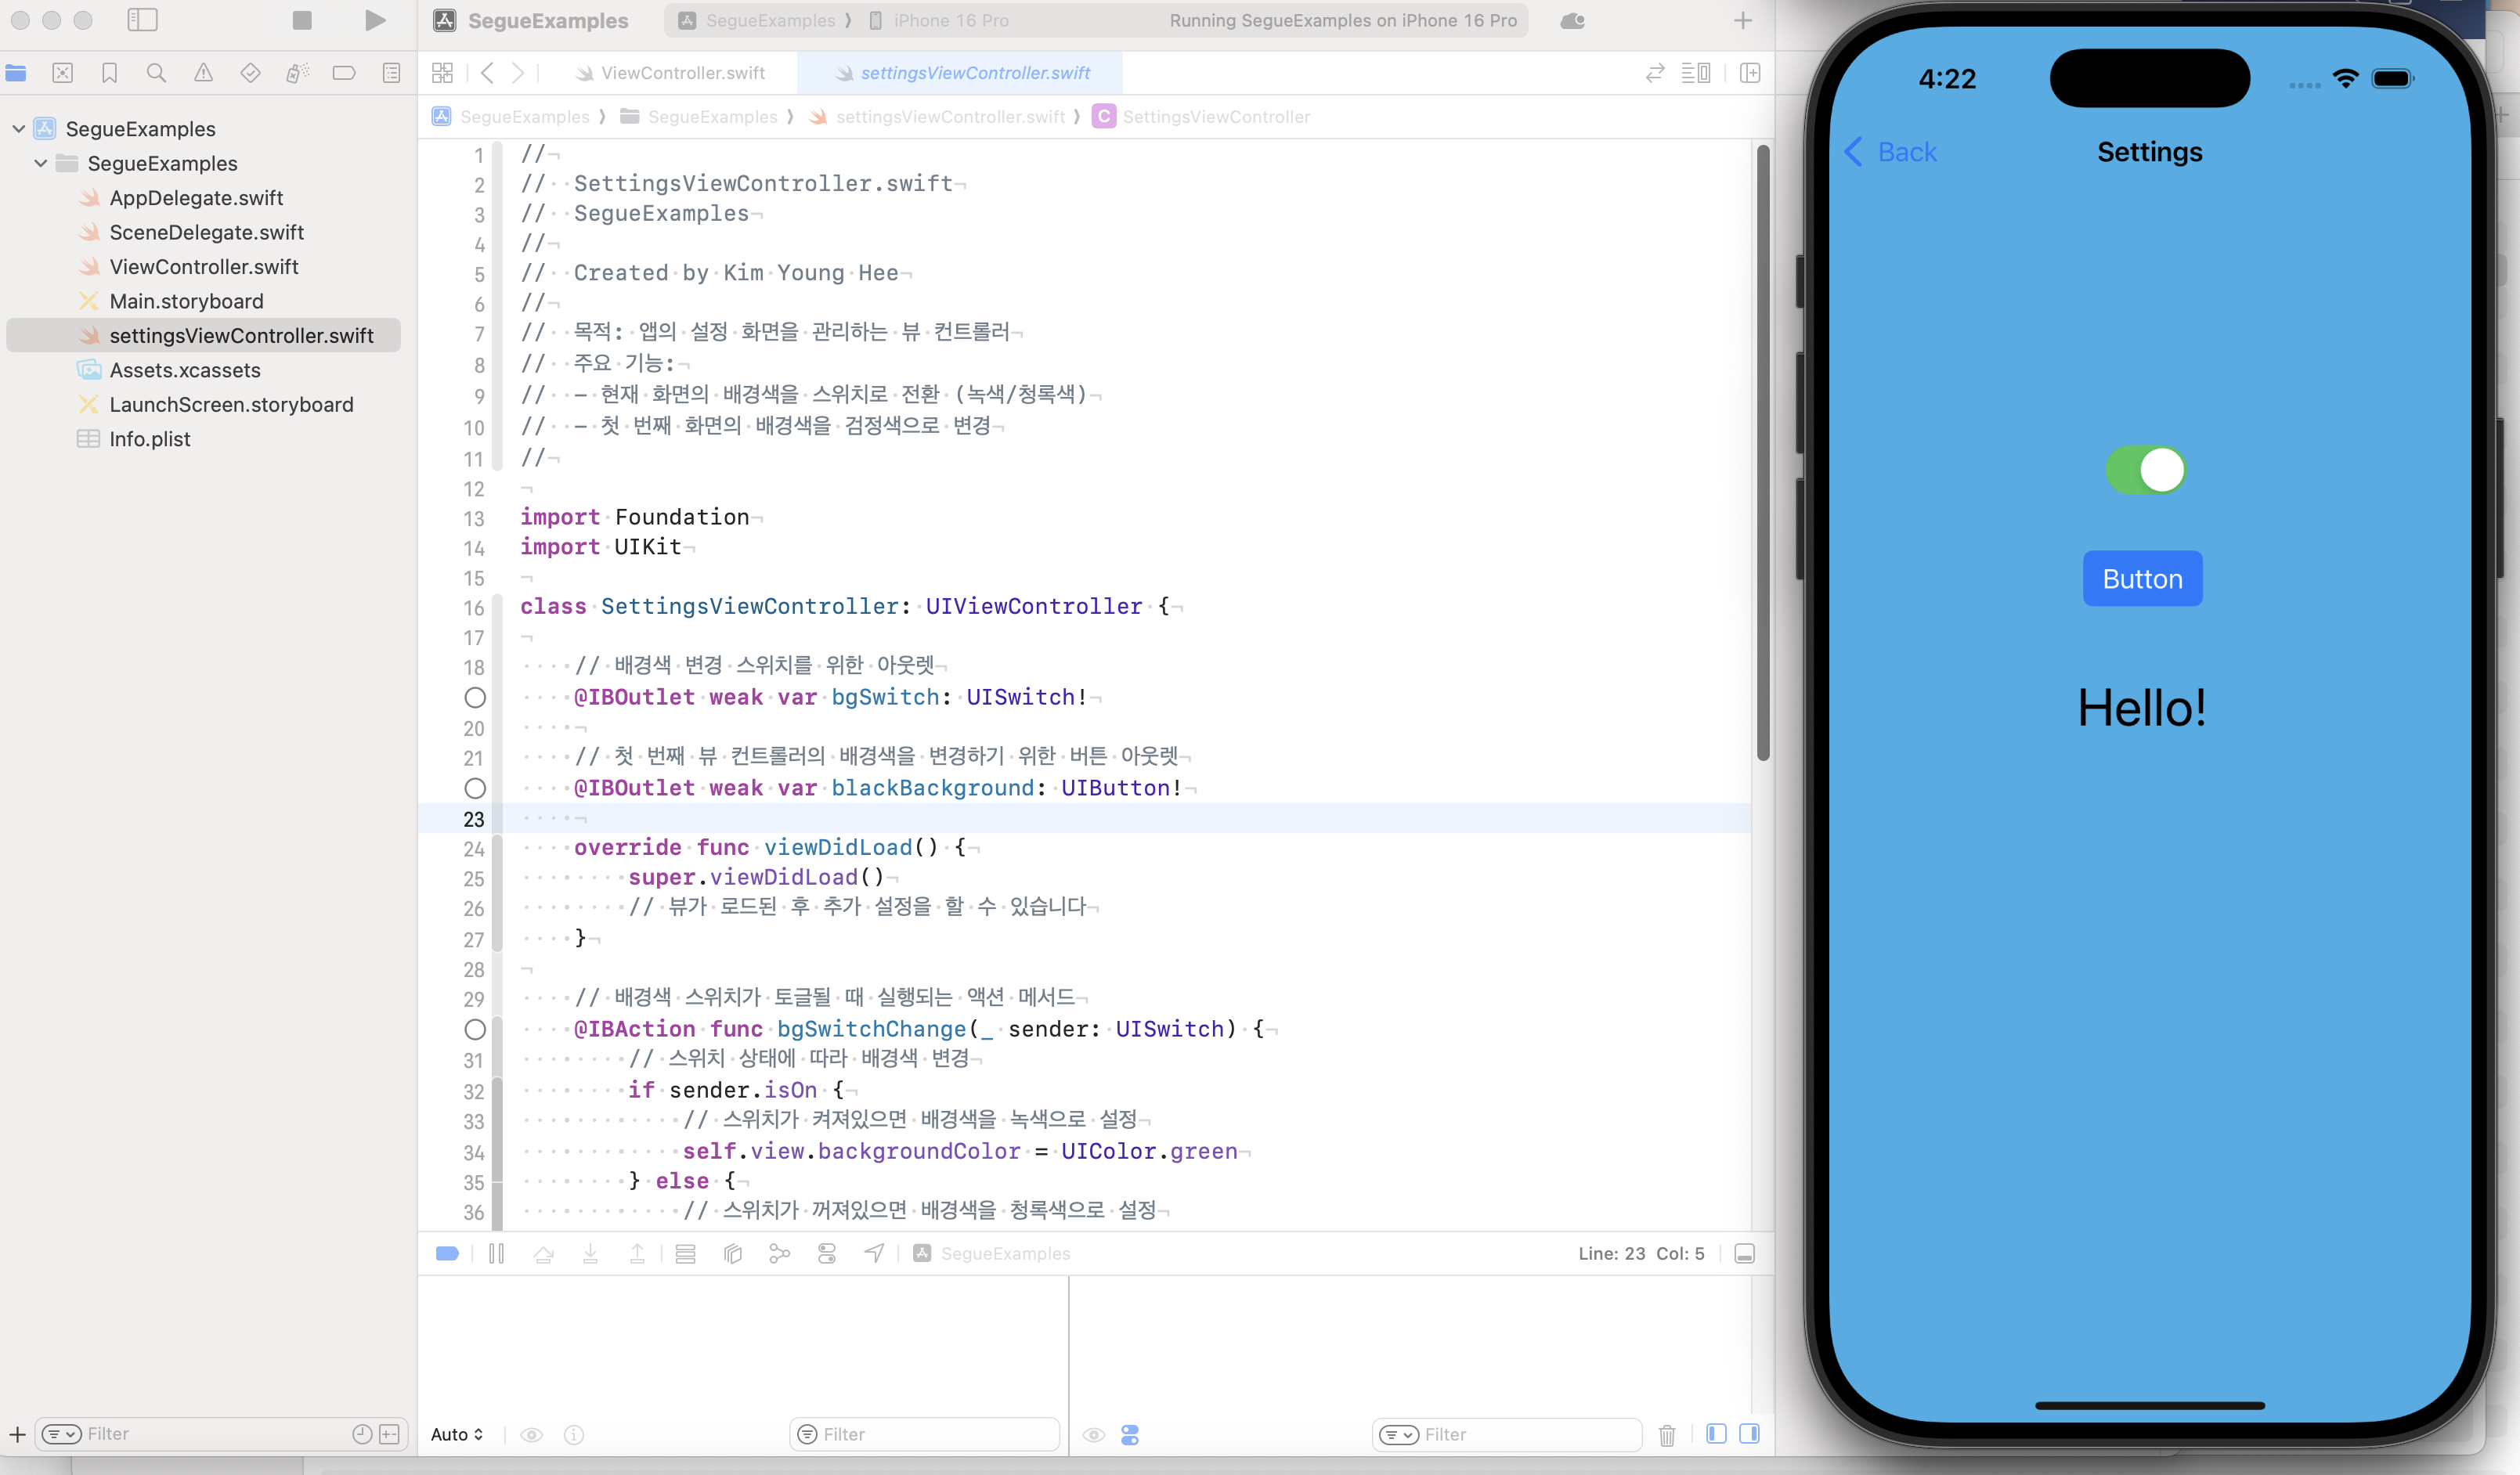 SegueExamples
SegueExamples ⟩ iPhone 16 Pro
Running SegueExamples on iPhone 16 Pro
ViewController.swift
settingsViewController.swift
SegueExamples ⟩ SegueExamples ⟩ settingsViewController.swift ⟩ C SettingsViewController
SegueExamples
SegueExamples
AppDelegate.swift
SceneDelegate.swift
ViewController.swift
Main.storyboard
settingsViewController.swift
Assets.xcassets
LaunchScreen.storyboard
Info.plist
1 //
2 //  SettingsViewController.swift
3 //  SegueExamples
4 //
5 //  Created by Kim Young Hee
6 //
7 //  목적: 앱의 설정 화면을 관리하는 뷰 컨트롤러
8 //  주요 기능:
9 //  - 현재 화면의 배경색을 스위치로 전환 (녹색/청록색)
10 //  - 첫 번째 화면의 배경색을 검정색으로 변경
11 //
12
13 import Foundation
14 import UIKit
15
16 class SettingsViewController: UIViewController {
17
18     // 배경색 변경 스위치를 위한 아웃렛
    @IBOutlet weak var bgSwitch: UISwitch!
20
21     // 첫 번째 뷰 컨트롤러의 배경색을 변경하기 위한 버튼 아웃렛
    @IBOutlet weak var blackBackground: UIButton!
23
24     override func viewDidLoad() {
25         super.viewDidLoad()
26         // 뷰가 로드된 후 추가 설정을 할 수 있습니다
27     }
28
29     // 배경색 스위치가 토글될 때 실행되는 액션 메서드
    @IBAction func bgSwitchChange(_ sender: UISwitch) {
31         // 스위치 상태에 따라 배경색 변경
32         if sender.isOn {
33             // 스위치가 켜져있으면 배경색을 녹색으로 설정
34             self.view.backgroundColor = UIColor.green
35         } else {
36             // 스위치가 꺼져있으면 배경색을 청록색으로 설정
SegueExamples
Line: 23 Col: 5
Filter
Auto
Filter
Filter
4:22
Back
Settings
Button
Hello!